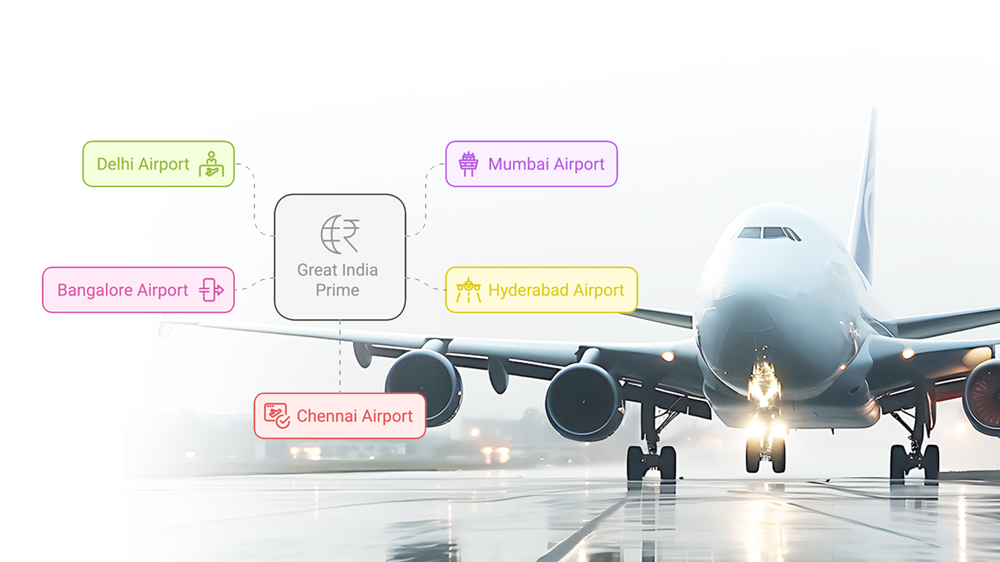 Delhi Airport
Mumbai Airport
Great India
Prime
Bangalore Airport
Hyderabad Airport
Chennai Airport